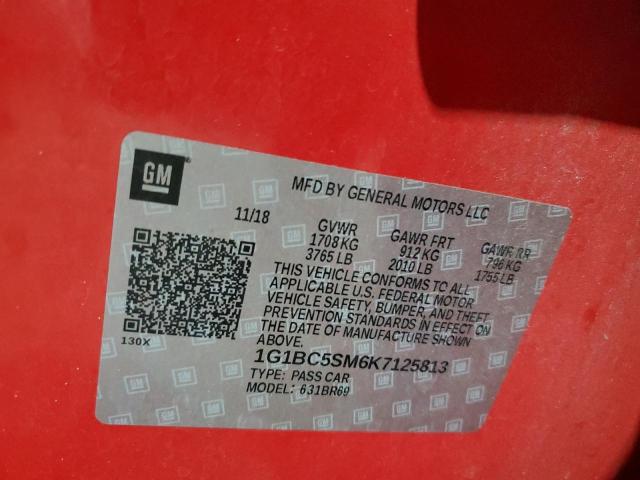 GM
MFD BY GENERAL MOTORS LLC
11/18
GVWR GAWR FRT GAWR RR
1708 KG 912 KG 796 KG
3765 LB 2010 LB 1755 LB
THIS VEHICLE CONFORMS TO ALL
APPLICABLE U.S. FEDERAL MOTOR
VEHICLE SAFETY, BUMPER, AND THEFT
PREVENTION STANDARDS IN EFFECT ON
THE DATE OF MANUFACTURE SHOWN
ABOVE.
130X
1G1BC5SM6K7125813
TYPE: PASS CAR
MODEL: 631BR69